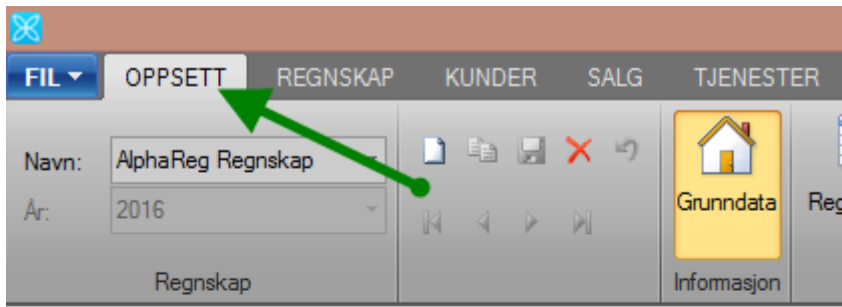 FIL OPPSETT REGNSKAP KUNDER SALG TJENESTER
Navn: AlphaReg Regnskap
År: 2016
Grunndata
Regnskap
Informasjon